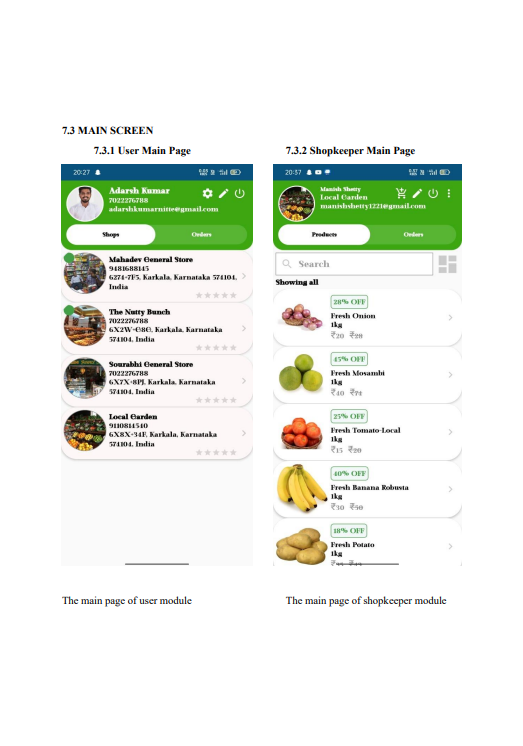 7.3 MAIN SCREEN
7.3.1 User Main Page
20:27
Adarsh Kumar
7022276788
adarshkumarnitte@gmail.com
Shops
Orders
Mahadev General Store
9481688145
6274+7F5, Karkala, Karnataka 574104,
India
The Nutty Bunch
7022276788
6X2W+G8G, Karkala, Karnataka
574104, India
Sourabhi General Store
7022276788
6X7X+8PJ, Karkala, Karnataka
574104, India
Local Garden
9110814540
6X8X+34F, Karkala, Karnataka
574104, India
The main page of user module
7.3.2 Shopkeeper Main Page
20:37
Manish Shetty
Local Garden
manishshetty1221@gmail.com
Products
Orders
Search
Showing all
28% OFF
Fresh Onion
1kg
₹20 ₹28
45% OFF
Fresh Mosambi
1kg
₹40 ₹74
25% OFF
Fresh Tomato-Local
1kg
₹15 ₹20
40% OFF
Fresh Banana Robusta
1kg
₹30 ₹50
18% OFF
Fresh Potato
1kg
The main page of shopkeeper module